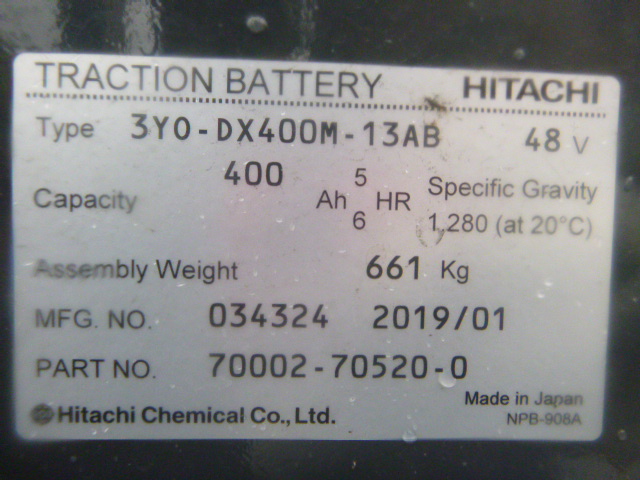 TRACTION BATTERY HITACHI
Type 3Y0-DX400M-13AB 48 V
Capacity 400 Ah 5 6 HR Specific Gravity
1,280 (at 20°C)
Assembly Weight 661 Kg
MFG. NO. 034324 2019/01
PART NO. 70002-70520-0
Made in Japan
Hitachi Chemical Co., Ltd. NPB-908A